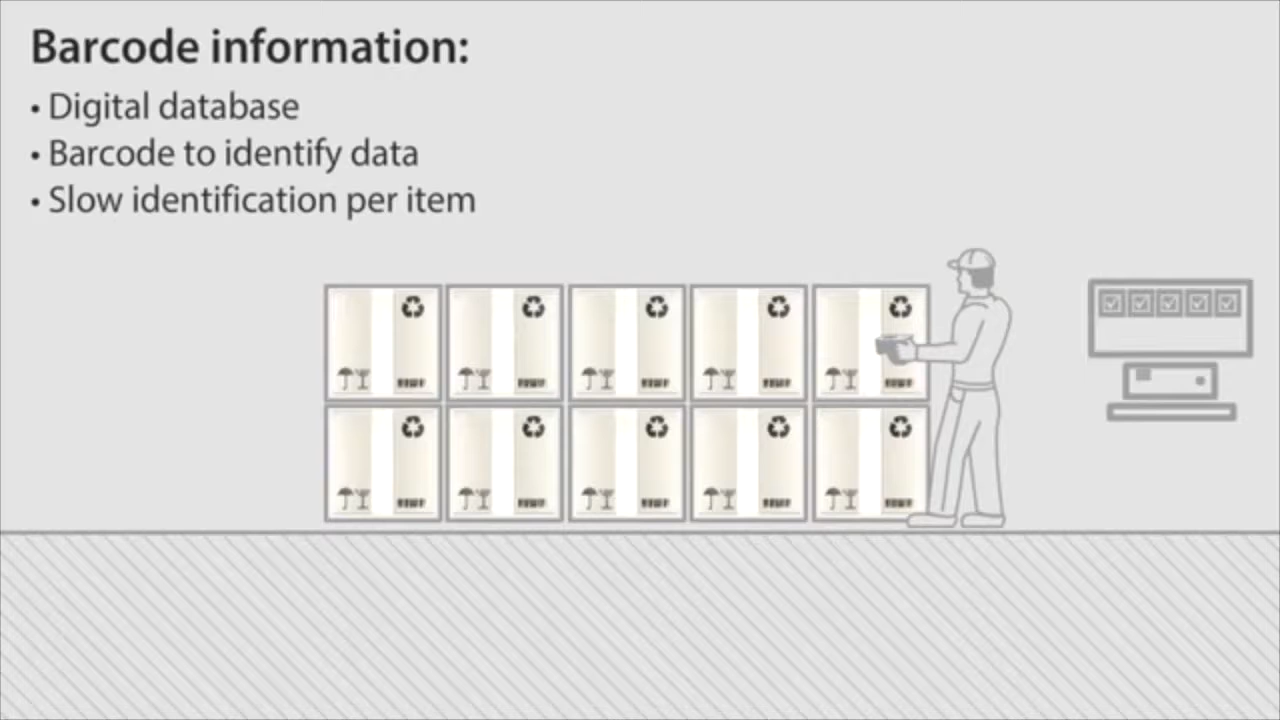 Barcode information:
• Digital database
• Barcode to identify data
• Slow identification per item